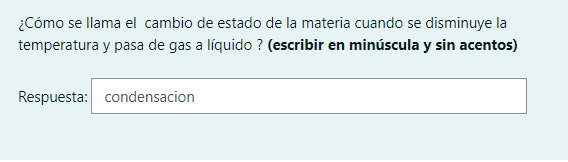 ¿Cómo se llama el cambio de estado de la materia cuando se disminuye la
temperatura y pasa de gas a líquido ? (escribir en minúscula y sin acentos)
Respuesta: condensacion